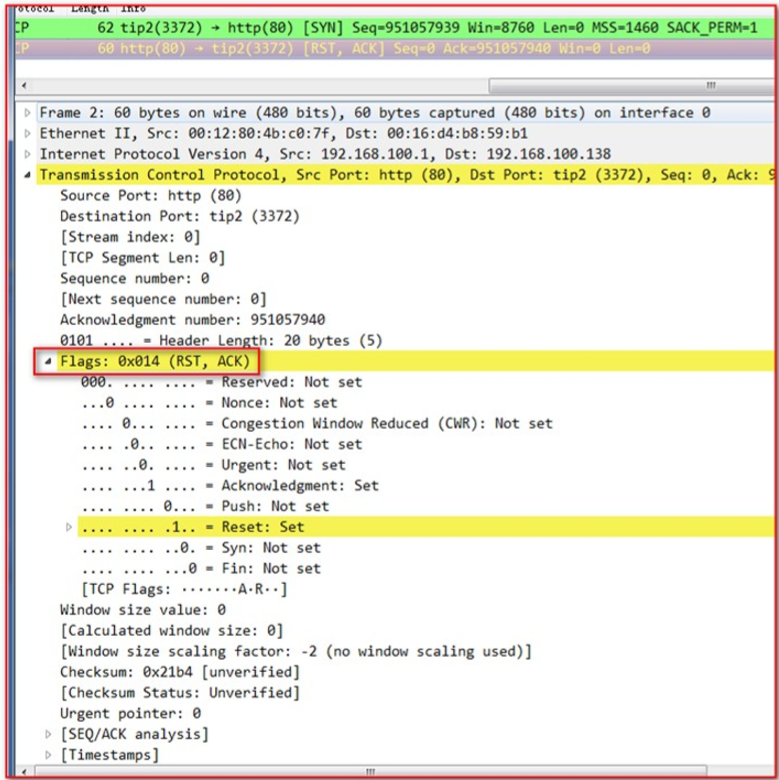 otocol Length Info
CP 62 tip2(3372) → http(80) [SYN] Seq=951057939 Win=8760 Len=0 MSS=1460 SACK_PERM=1
CP 60 http(80) → tip2(3372) [RST, ACK] Seq=0 Ack=951057940 Win=0 Len=0
Frame 2: 60 bytes on wire (480 bits), 60 bytes captured (480 bits) on interface 0
Ethernet II, Src: 00:12:80:4b:c0:7f, Dst: 00:16:d4:b8:59:b1
Internet Protocol Version 4, Src: 192.168.100.1, Dst: 192.168.100.138
Transmission Control Protocol, Src Port: http (80), Dst Port: tip2 (3372), Seq: 0, Ack: 9
Source Port: http (80)
Destination Port: tip2 (3372)
[Stream index: 0]
[TCP Segment Len: 0]
Sequence number: 0
[Next sequence number: 0]
Acknowledgment number: 951057940
0101 .... = Header Length: 20 bytes (5)
Flags: 0x014 (RST, ACK)
000. .... .... = Reserved: Not set
...0 .... .... = Nonce: Not set
.... 0... .... = Congestion Window Reduced (CWR): Not set
.... .0.. .... = ECN-Echo: Not set
.... ..0. .... = Urgent: Not set
.... ...1 .... = Acknowledgment: Set
.... .... 0... = Push: Not set
.... .... .1.. = Reset: Set
.... .... ..0. = Syn: Not set
.... .... ...0 = Fin: Not set
[TCP Flags: ·······A·R··]
Window size value: 0
[Calculated window size: 0]
[Window size scaling factor: -2 (no window scaling used)]
Checksum: 0x21b4 [unverified]
[Checksum Status: Unverified]
Urgent pointer: 0
[SEQ/ACK analysis]
[Timestamps]